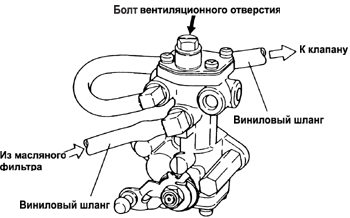 Болт вентиляционного отверстия
К клапану
Виниловый шланг
Из масляного
фильтра
Виниловый шланг